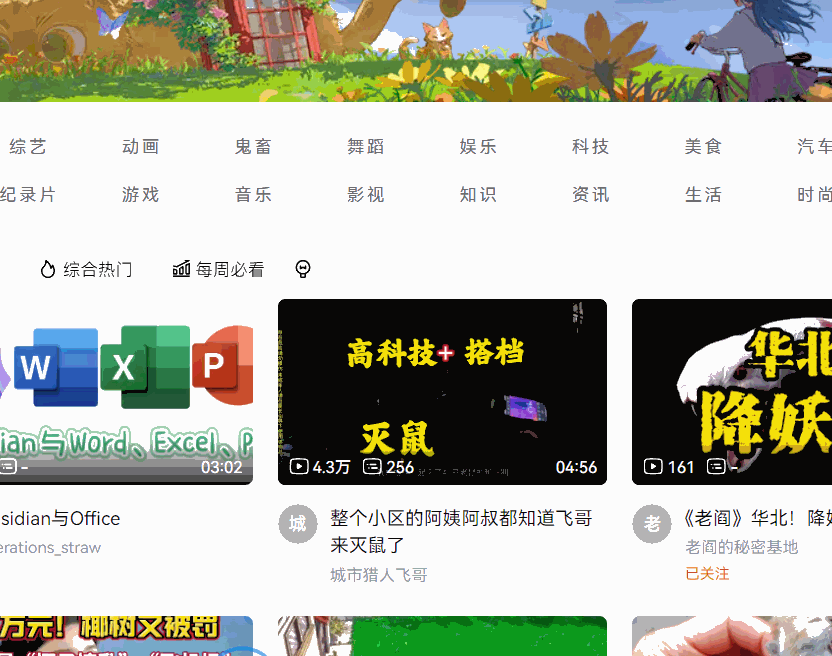 综艺 动画 鬼畜 舞蹈 娱乐 科技 美食 汽车
纪录片 游戏 音乐 影视 知识 资讯 生活 时尚
综合热门 每周必看
W X P
ian与Word、Excel、P
- 03:02
sidian与Office
erations_straw
高科技+ 搭档
灭鼠
4.3万 256 04:56
城 整个小区的阿姨阿叔都知道飞哥
来灭鼠了
城市猎人飞哥
华北
降妖
161 -
老 《老阎》华北！降妖
老阎的秘密基地
已关注
万元！椰树又被罚